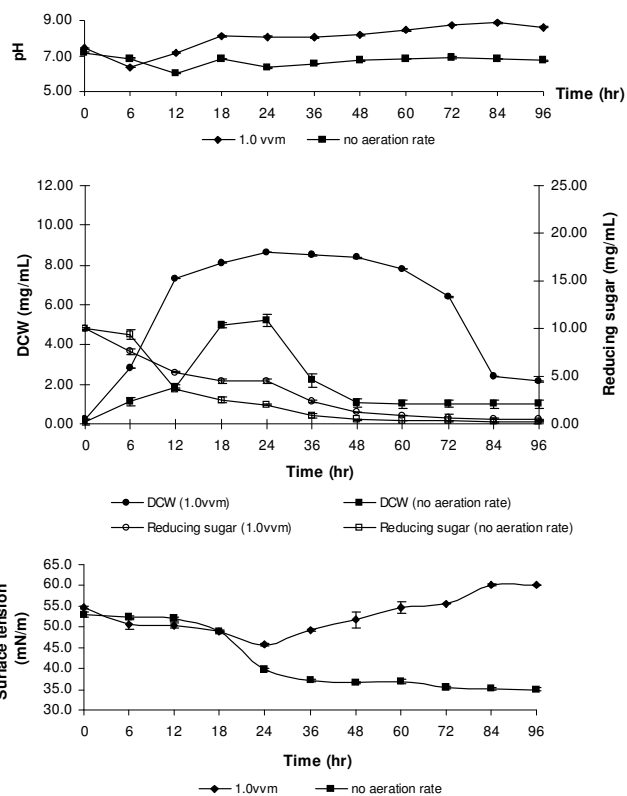 9.00
7.00
5.00
pH
0 6 12 18 24 36 48 60 72 84 96
Time (hr)
1.0 vvm no aeration rate
12.00 25.00
10.00 20.00
8.00 15.00
6.00
4.00 10.00
2.00 5.00
0.00 0.00
DCW (mg/mL)
Reducing sugar (mg/mL)
0 6 12 18 24 36 48 60 72 84 96
Time (hr)
DCW (1.0vvm) DCW (no aeration rate)
Reducing sugar (1.0vvm) Reducing sugar (no aeration rate)
65.0
60.0
55.0
50.0
45.0
40.0
35.0
30.0
Surface tension
(mN/m)
0 6 12 18 24 36 48 60 72 84 96
Time (hr)
1.0vvm no aeration rate